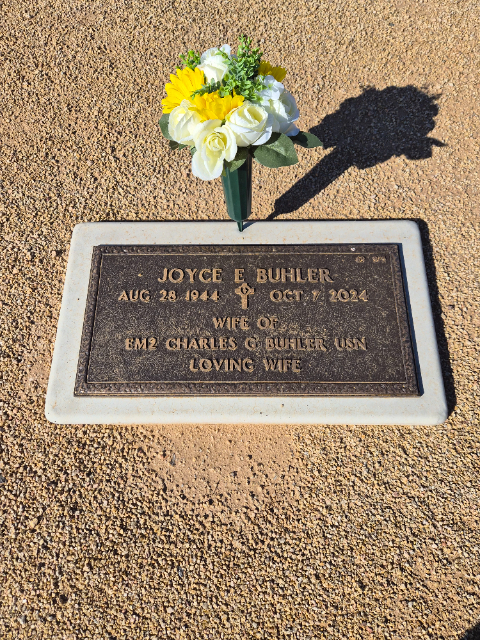 JOYCE E BUHLER
AUG 28 1944 OCT 7 2024
WIFE OF
EM2 CHARLES G BUHLER USN
LOVING WIFE